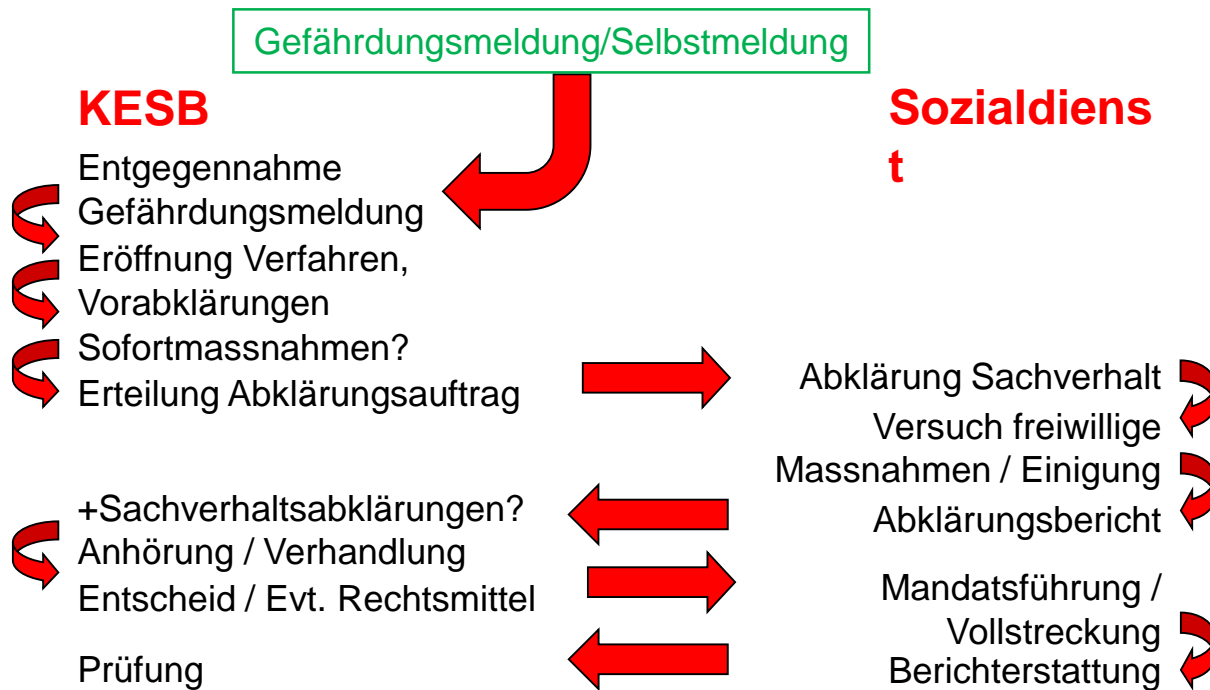 Gefährdungsmeldung/Selbstmeldung
KESB
Entgegennahme
Gefährdungsmeldung
Eröffnung Verfahren,
Vorabklärungen
Sofortmassnahmen?
Erteilung Abklärungsauftrag
+Sachverhaltsabklärungen?
Anhörung / Verhandlung
Entscheid / Evt. Rechtsmittel
Prüfung
Sozialdiens
t
Abklärung Sachverhalt
Versuch freiwillige
Massnahmen / Einigung
Abklärungsbericht
Mandatsführung /
Vollstreckung
Berichterstattung